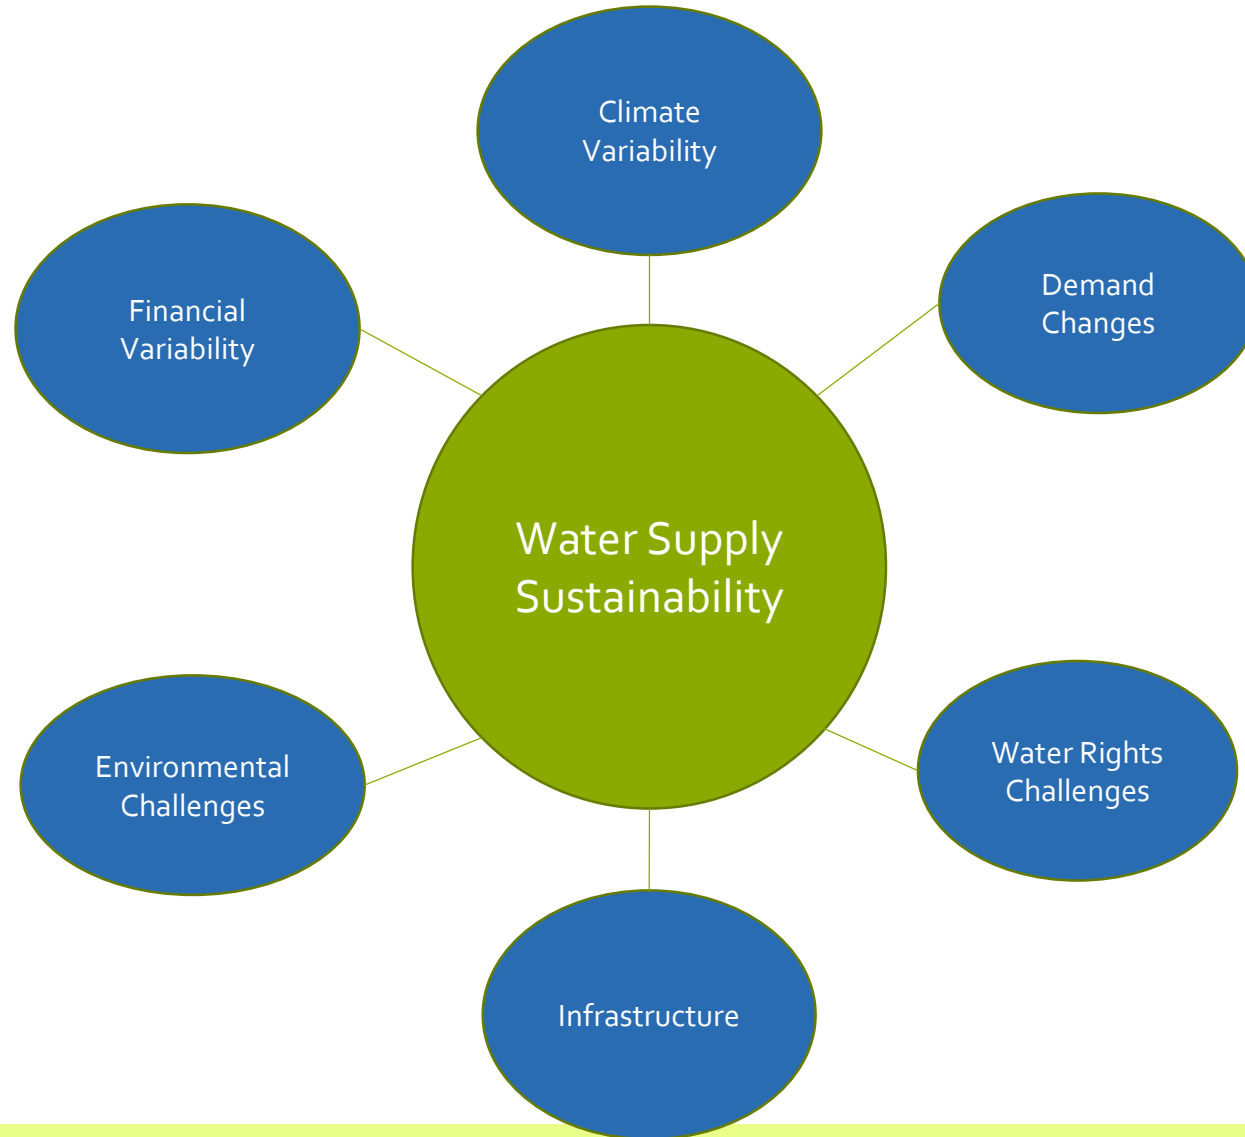 Climate
Variability
Demand
Changes
Financial
Variability
Water Supply
Sustainability
Environmental
Challenges
Water Rights
Challenges
Infrastructure